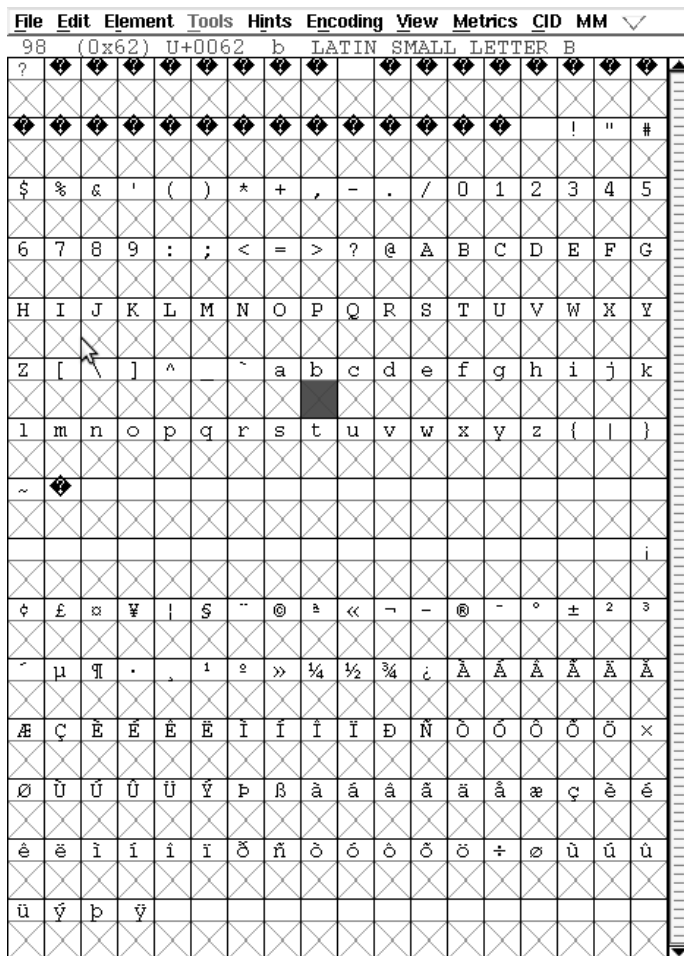 File Edit Element Tools Hints Encoding View Metrics CID MM
98 (0x62) U+0062 b LATIN SMALL LETTER B
? � � � � � � � � � � � � � � � �
� � � � � � � � � � � � � � ! " #
$ % & ' ( ) * + , - . / 0 1 2 3 4 5
6 7 8 9 : ; < = > ? @ A B C D E F G
H I J K L M N O P Q R S T U V W X Y
Z [ \ ] ^ _ ` a b c d e f g h i j k
l m n o p q r s t u v w x y z { | }
~ �
¡
¢ £ ¤ ¥ ¦ § ¨ © ª « ¬ - ® ¯ ° ± ² ³
´ µ ¶ · ¸ ¹ º » ¼ ½ ¾ ¿ À Á Â Ã Ä Å
Æ Ç È É Ê Ë Ì Í Î Ï Ð Ñ Ò Ó Ô Õ Ö ×
Ø Ù Ú Û Ü Ý Þ ß à á â ã ä å æ ç è é
ê ë ì í î ï ð ñ ò ó ô õ ö ÷ ø ù ú û
ü ý þ ÿ